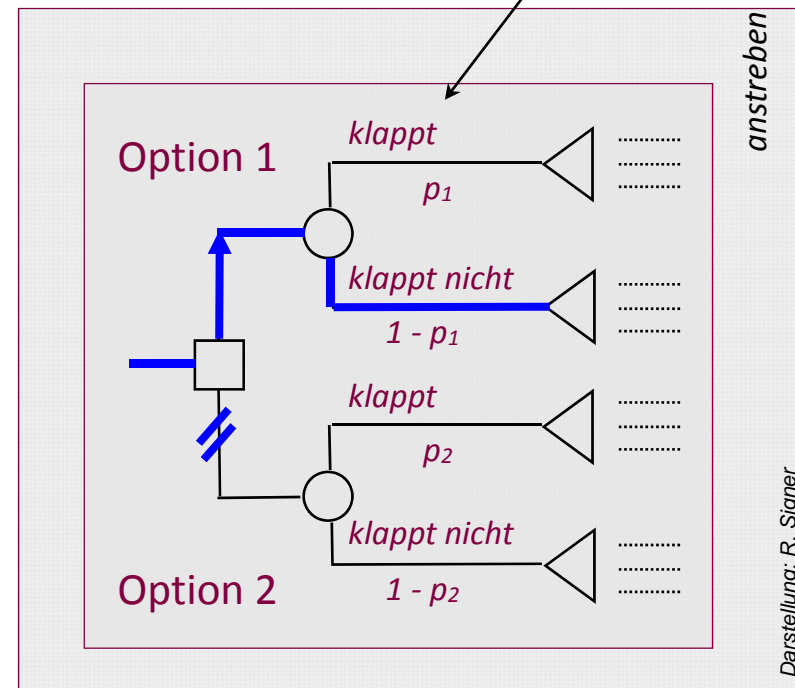 anstreben
klappt
Option 1
p₁
klappt nicht
1 - p₁
klappt
p₂
klappt nicht
Option 2
1 - p₂
Darstellung: R. Signer